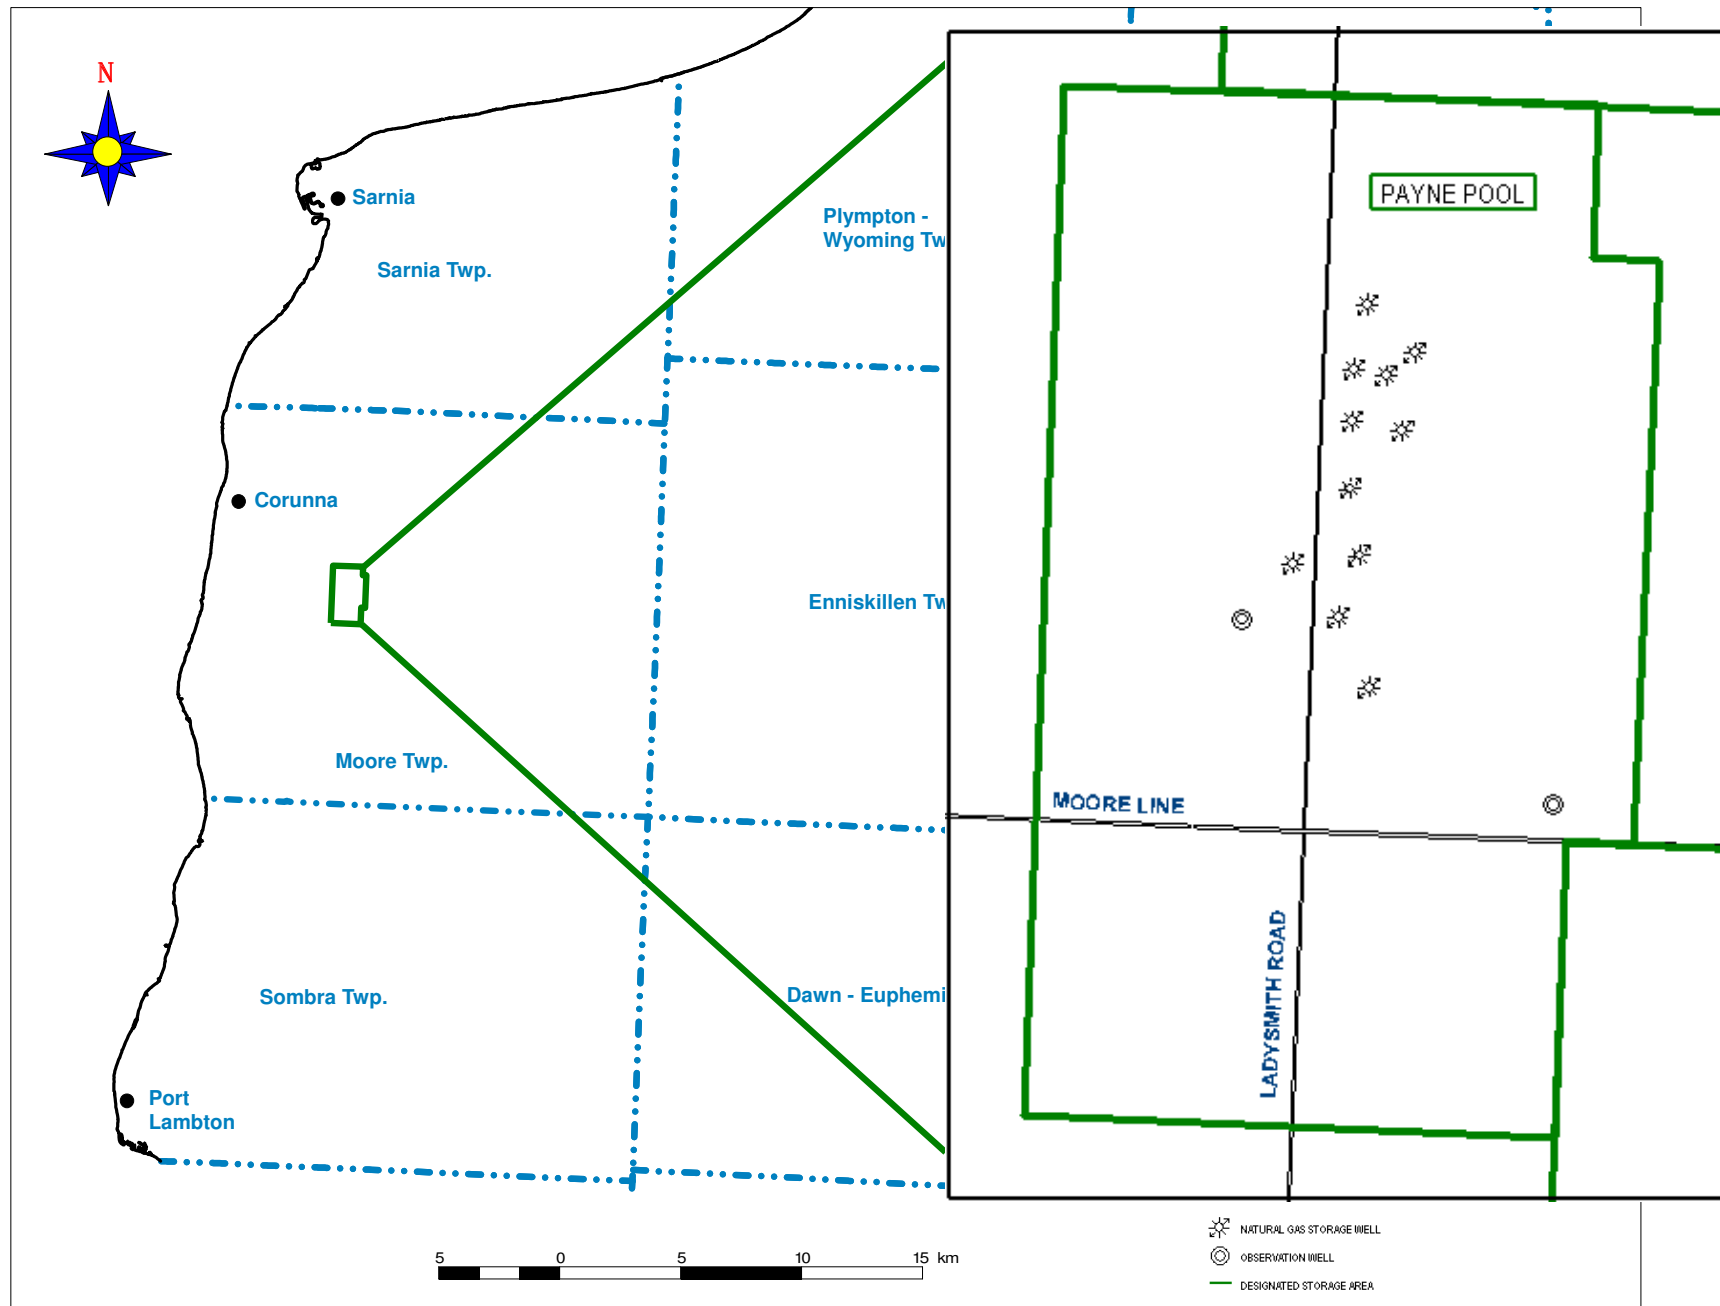 N
Sarnia
Sarnia Twp.
Plympton -
Wyoming Tw
PAYNE POOL
Corunna
Enniskillen Tw
Moore Twp.
MOORE LINE
LADYSMITH ROAD
Sombra Twp.
Dawn - Euphemi
Port
Lambton
5 0 5 10 15 km
NATURAL GAS STORAGE WELL
OBSERVATION WELL
DESIGNATED STORAGE AREA